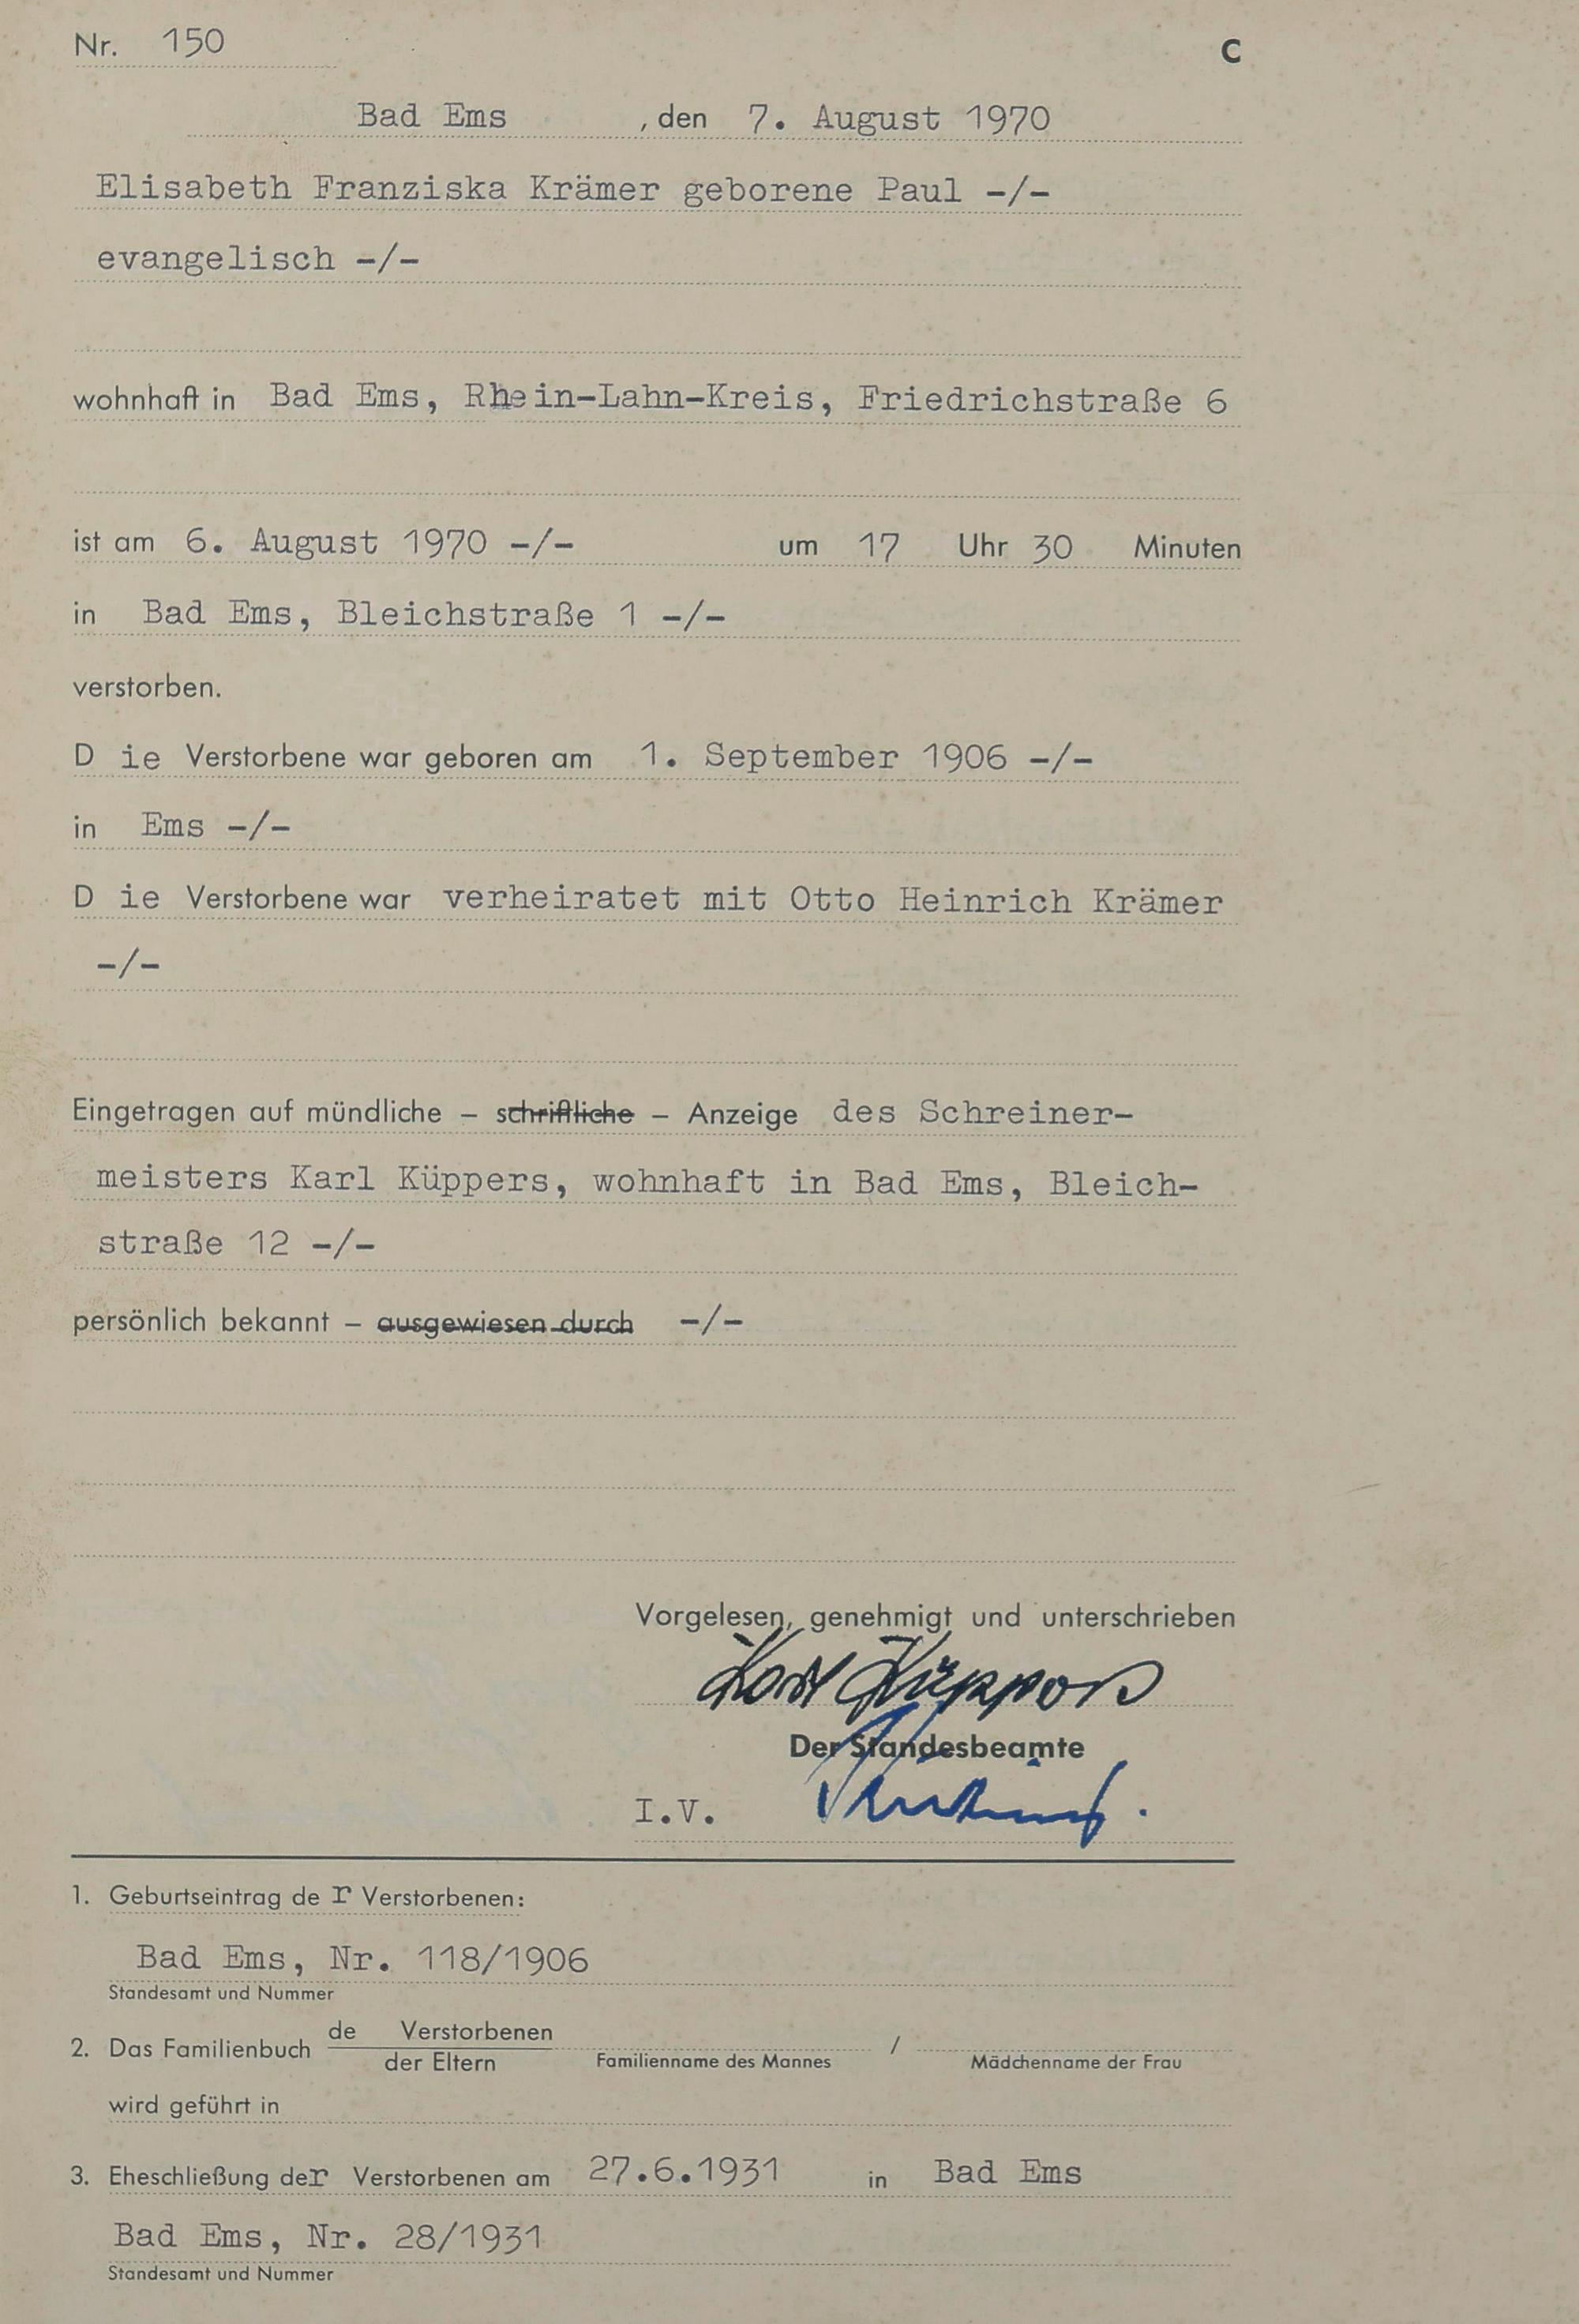 Nr. 150
C
Bad Ems , den 7. August 1970
Elisabeth Franziska Krämer geborene Paul -/-
evangelisch -/-
wohnhaft in Bad Ems, Rhein-Lahn-Kreis, Friedrichstraße 6
ist am 6. August 1970 -/- um 17 Uhr 30 Minuten
in Bad Ems, Bleichstraße 1 -/-
verstorben.
D ie Verstorbene war geboren am 1. September 1906 -/-
in Ems -/-
D ie Verstorbene war verheiratet mit Otto Heinrich Krämer
-/-
Eingetragen auf mündliche – schriftliche – Anzeige des Schreiner-
meisters Karl Küppers, wohnhaft in Bad Ems, Bleich-
straße 12 -/-
persönlich bekannt – ausgewiesen durch -/-
Vorgelesen, genehmigt und unterschrieben
Karl Küppers
Der Standesbeamte
I.V.
1. Geburtseintrag de r Verstorbenen:
Bad Ems, Nr. 118/1906
Standesamt und Nummer
2. Das Familienbuch de Verstorbenen
der Eltern
/
Familienname des Mannes Mädchenname der Frau
wird geführt in
3. Eheschließung der Verstorbenen am 27.6.1931 in Bad Ems
Bad Ems, Nr. 28/1931
Standesamt und Nummer